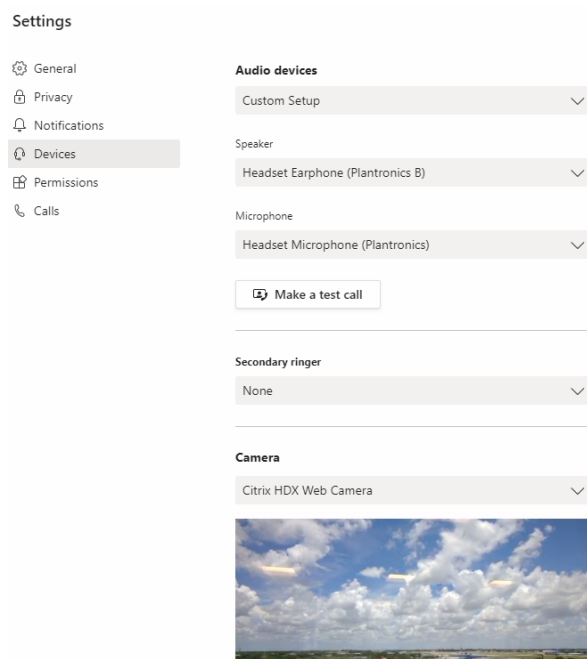 Settings
General
Privacy
Notifications
Devices
Permissions
Calls
Audio devices
Custom Setup
Speaker
Headset Earphone (Plantronics B)
Microphone
Headset Microphone (Plantronics)
Make a test call
Secondary ringer
None
Camera
Citrix HDX Web Camera